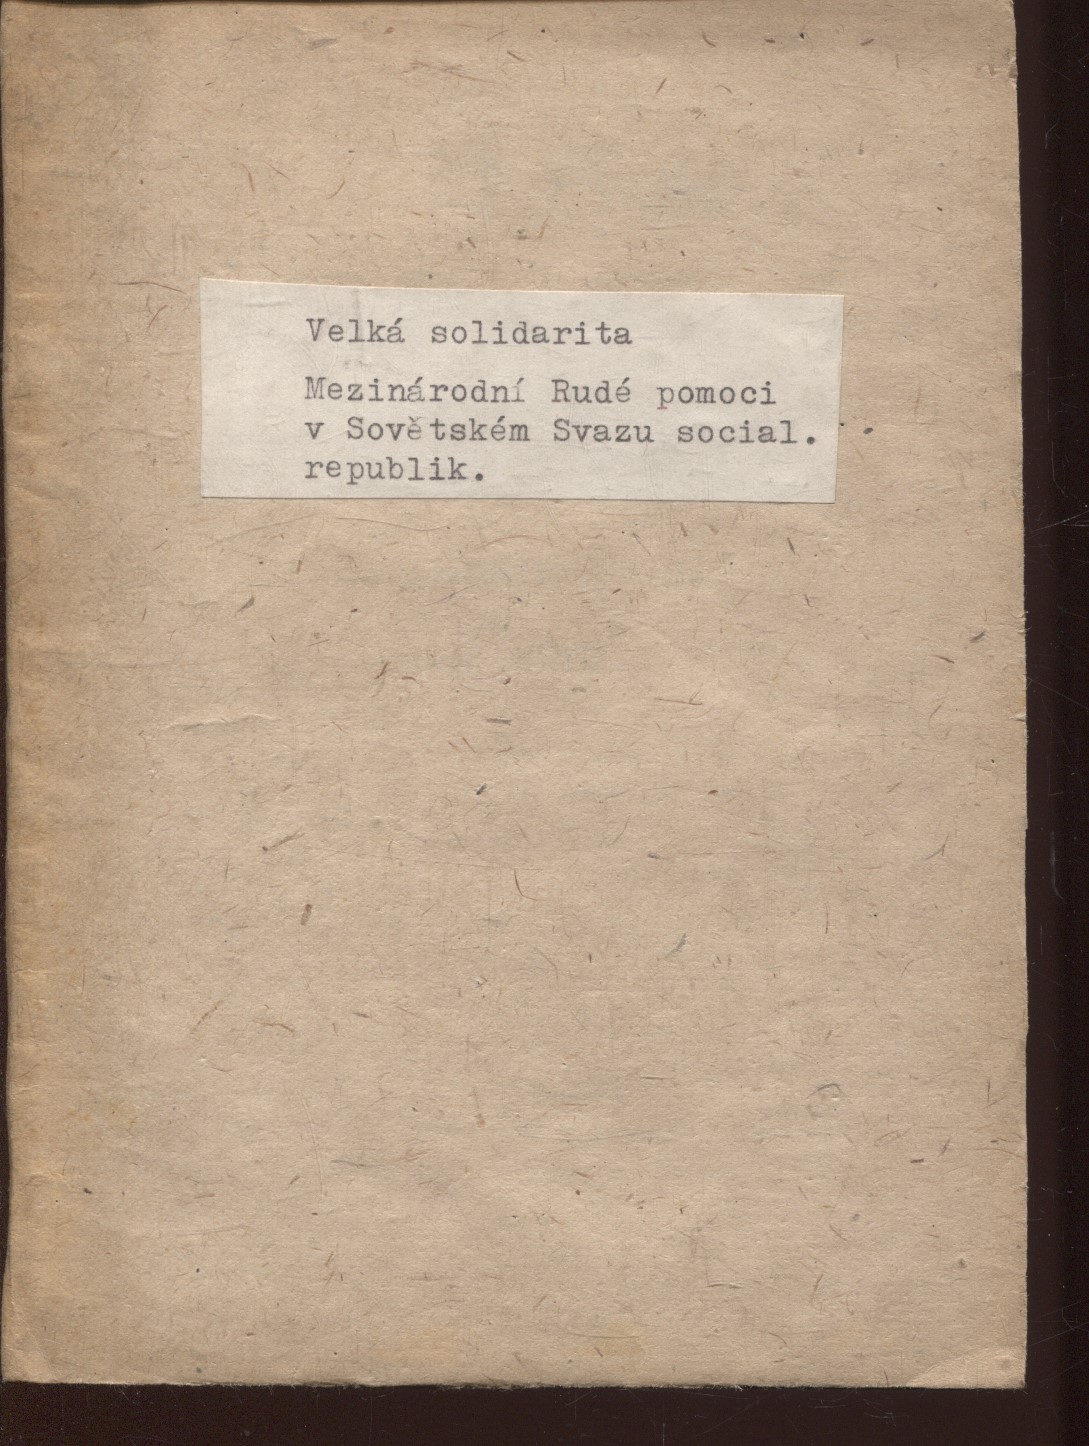 Velká solidarita
Mezinárodní Rudé pomoci
v Sovětském Svazu social.
republik.